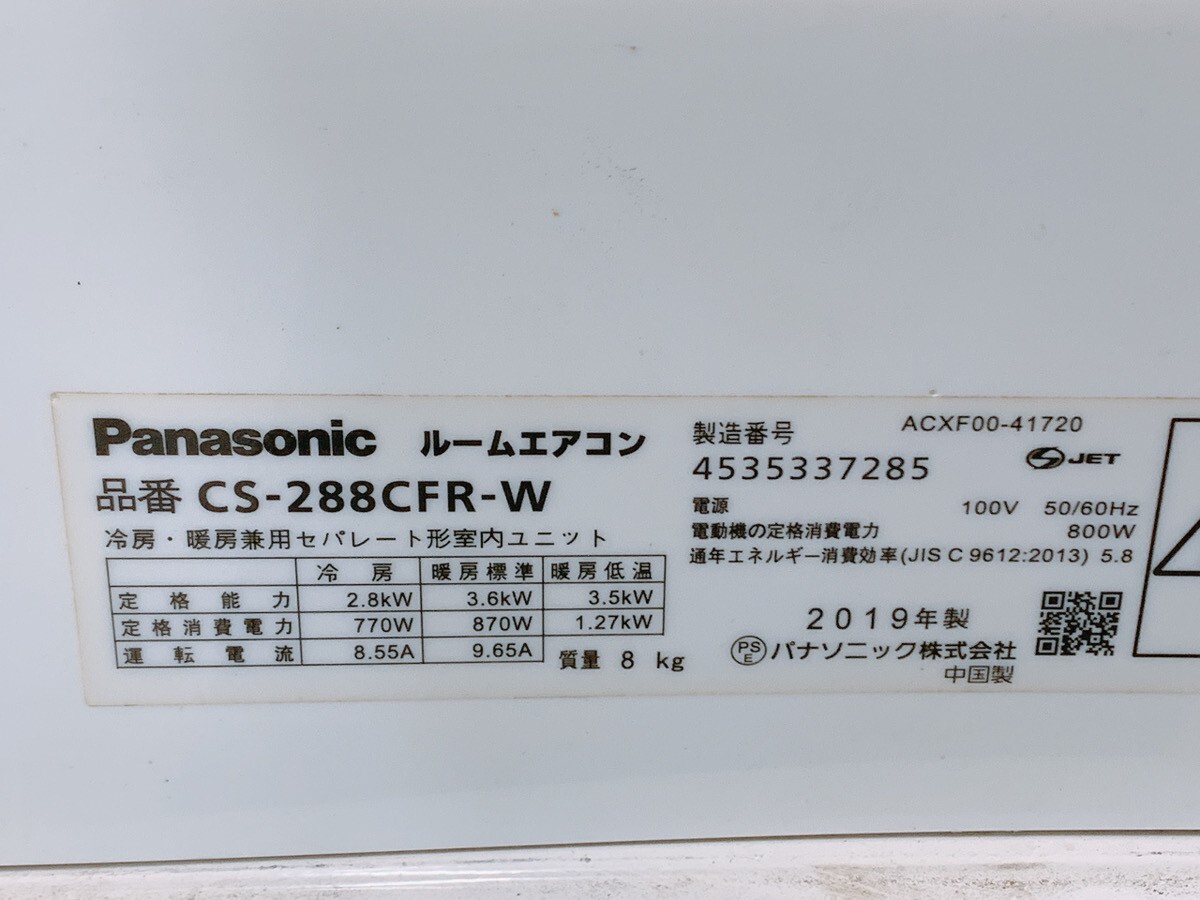 Panasonic ルームエアコン
品番 CS-288CFR-W
冷房・暖房兼用セパレート形室内ユニット
冷房 暖房標準 暖房低温
定格能力 2.8kW 3.6kW 3.5kW
定格消費電力 770W 870W 1.27kW
運転電流 8.55A 9.65A
質量 8 kg
製造番号 ACXF00-41720
4535337285 JET
電源 100V 50/60Hz
電動機の定格消費電力 800W
通年エネルギー消費効率(JIS C 9612:2013) 5.8
2019年製
PSE パナソニック株式会社
中国製